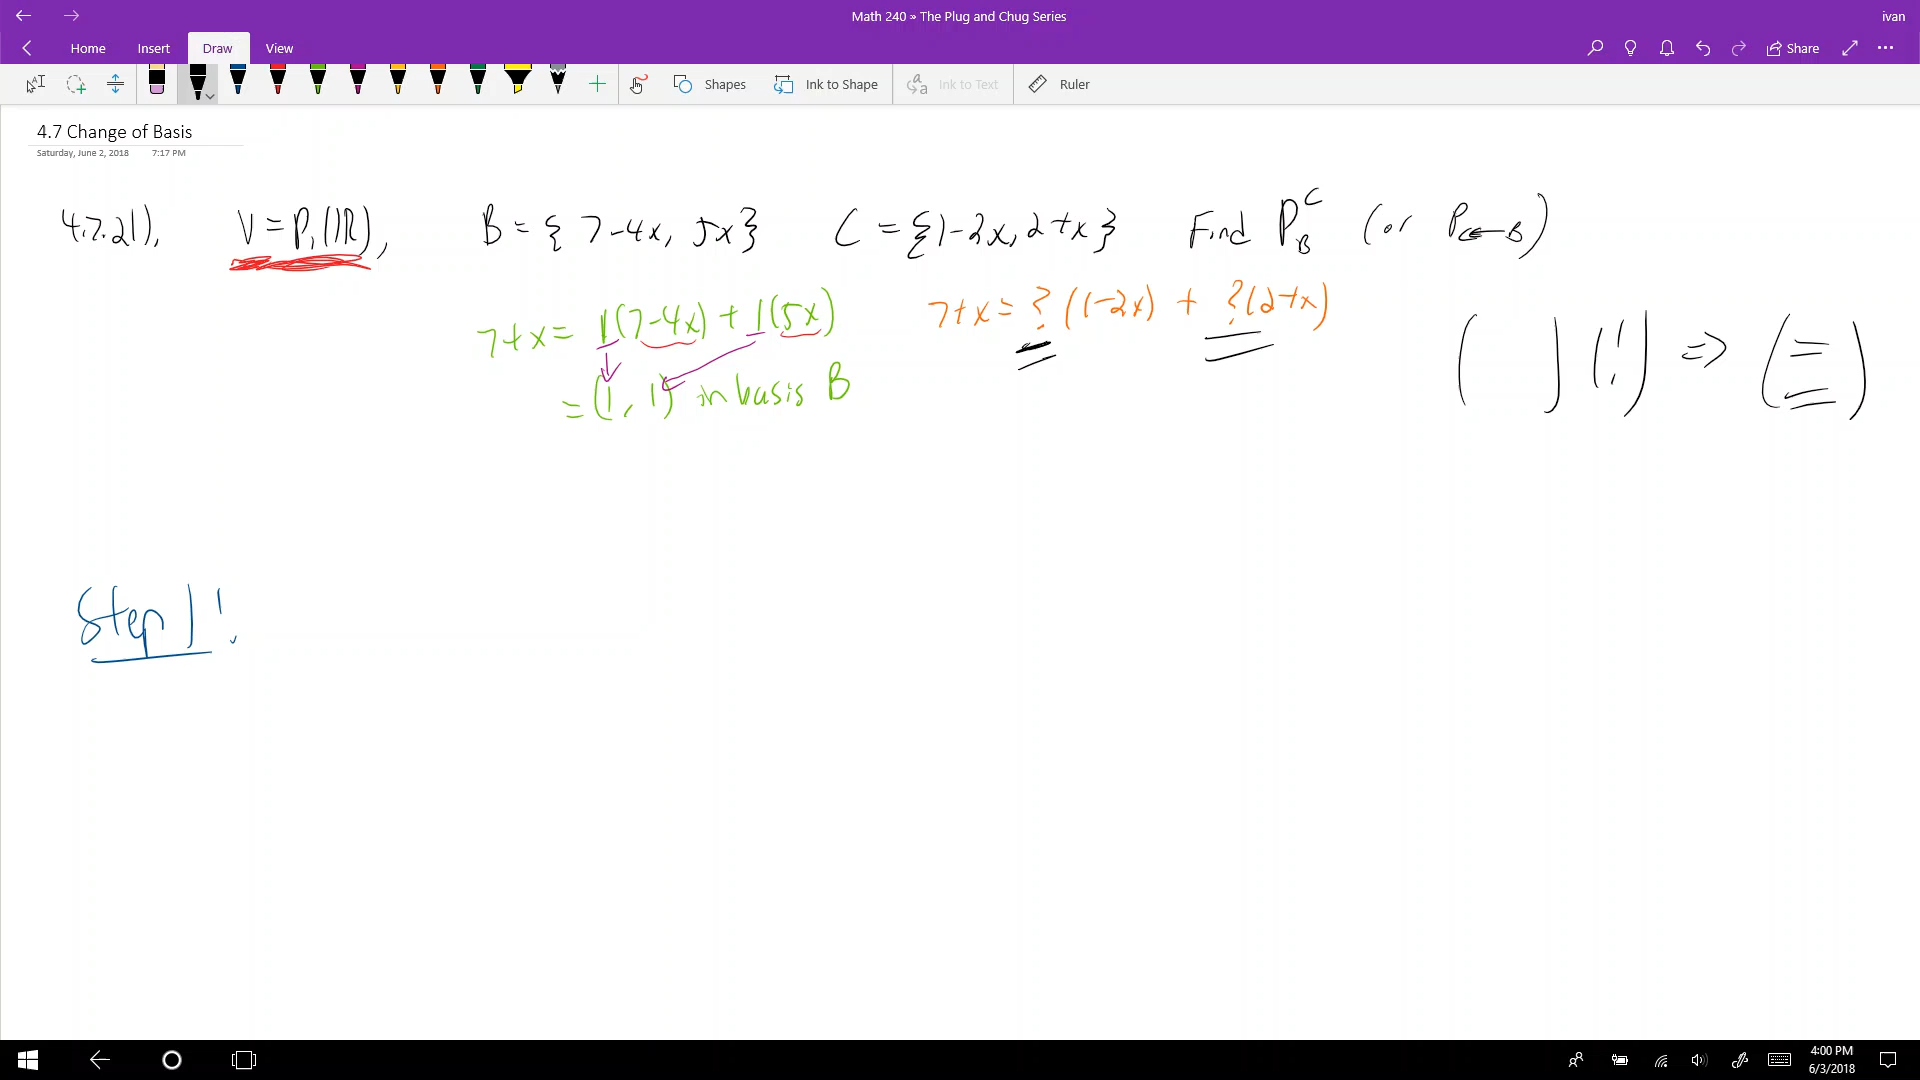 Math 240 » The Plug and Chug Series
ivan
Home Insert Draw View
Share
Shapes Ink to Shape Ink to Text Ruler
4.7 Change of Basis
Saturday, June 2, 2018 7:17 PM
4.7.21), V = P₁(ℝ), B = { 7-4x, 5x } C = {1-2x, 2+x } Find P_B^C (or P_{C←B})
7+x = 1(7-4x) + 1(5x)
= (1, 1) in basis B
7+x = ? (1-2x) + ?(2+x)
( ) ( ! ) => ( = )
Step 1 !
4:00 PM
6/3/2018